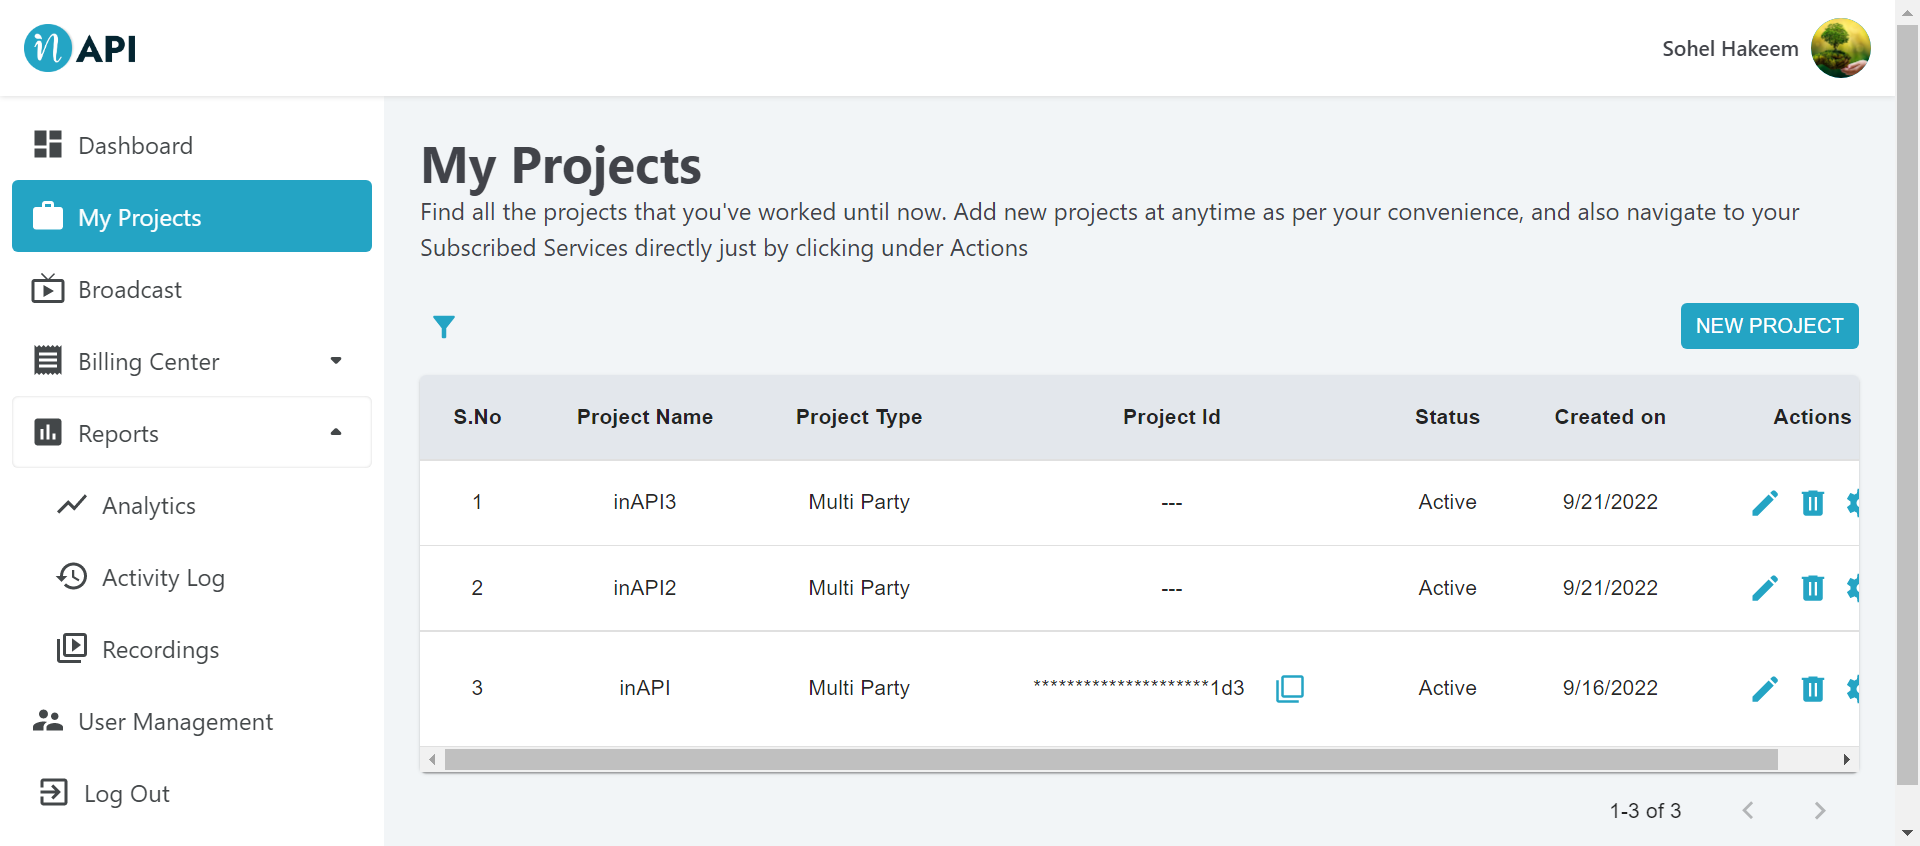 in API
Sohel Hakeem
Dashboard
My Projects
Broadcast
Billing Center
Reports
Analytics
Activity Log
Recordings
User Management
Log Out
My Projects
Find all the projects that you've worked until now. Add new projects at anytime as per your convenience, and also navigate to your
Subscribed Services directly just by clicking under Actions
NEW PROJECT
S.No Project Name Project Type Project Id Status Created on Actions
1 inAPI3 Multi Party --- Active 9/21/2022
2 inAPI2 Multi Party --- Active 9/21/2022
3 inAPI Multi Party *********************1d3 Active 9/16/2022
1-3 of 3